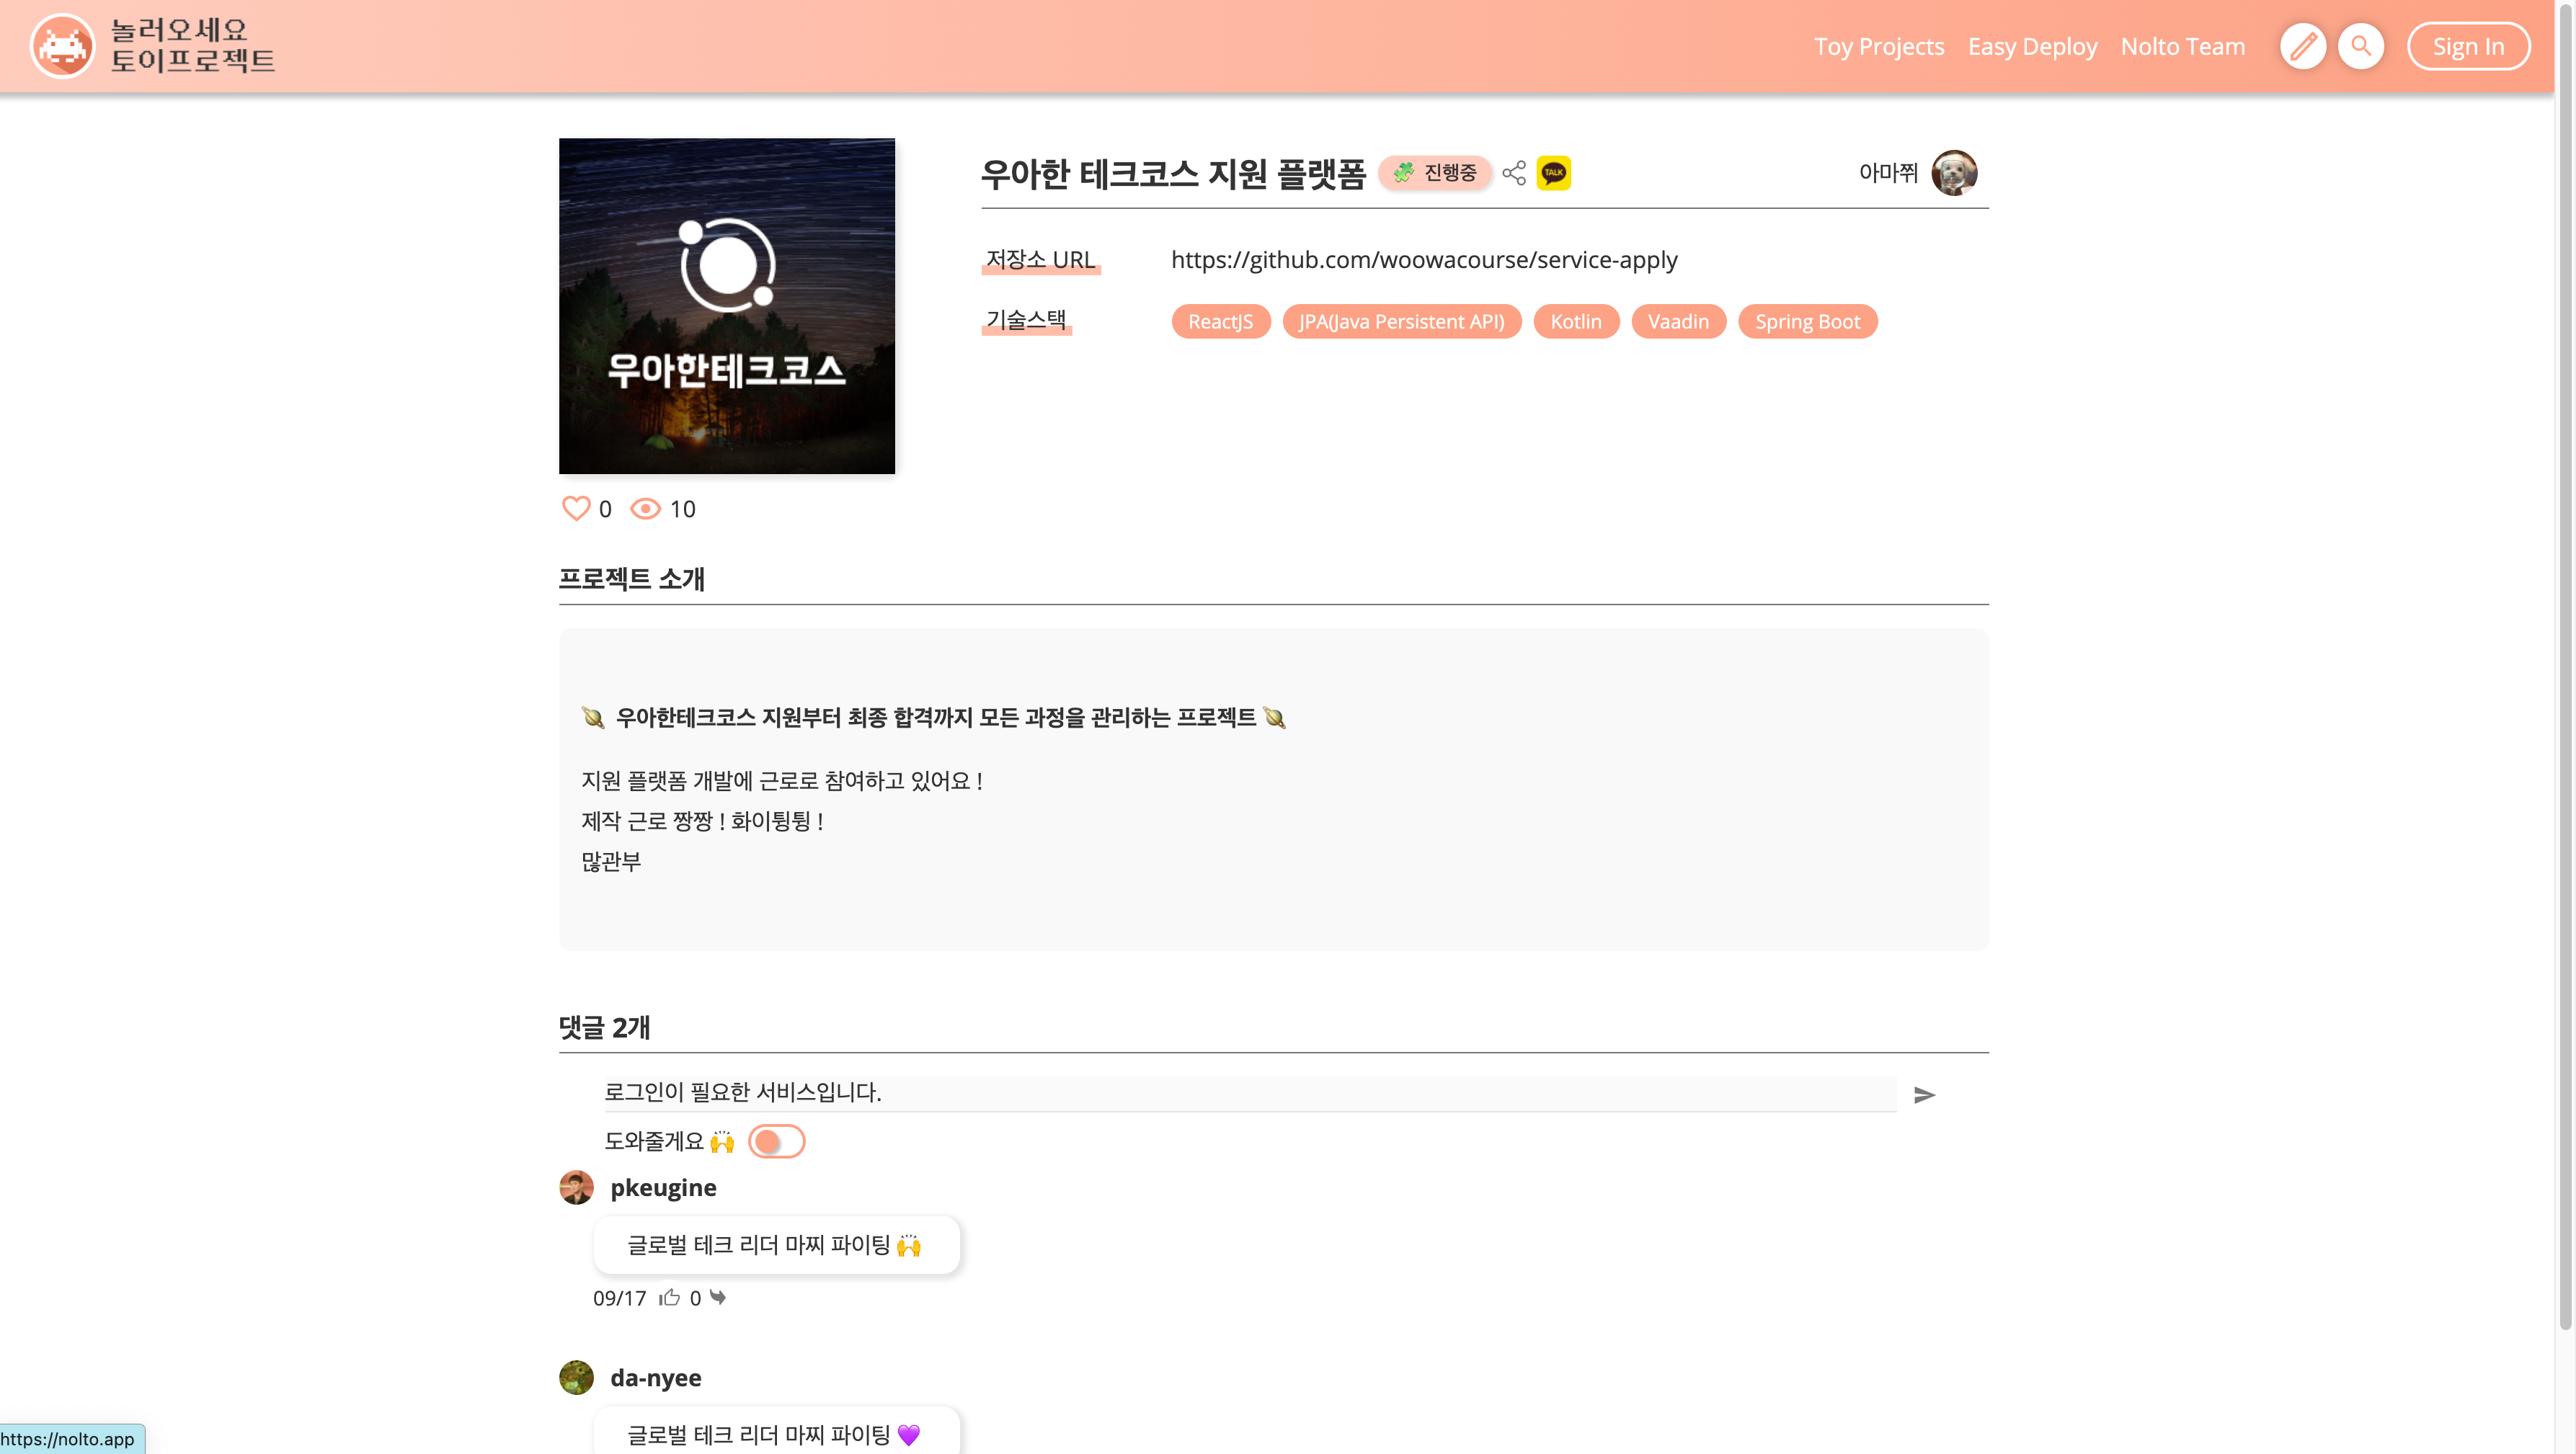 놀러오세요
토이프로젝트
Toy Projects Easy Deploy Nolto Team Sign In
우아한테크코스
우아한 테크코스 지원 플랫폼 진행중 TALK 아마쮜
저장소 URL https://github.com/woowacourse/service-apply
기술스택 ReactJS JPA(Java Persistent API) Kotlin Vaadin Spring Boot
0 10
프로젝트 소개
🪐 우아한테크코스 지원부터 최종 합격까지 모든 과정을 관리하는 프로젝트 🪐
지원 플랫폼 개발에 근로로 참여하고 있어요 !
제작 근로 짱짱 ! 화이튕튕 !
많관부
댓글 2개
로그인이 필요한 서비스입니다.
도와줄게요 🙌
pkeugine
글로벌 테크 리더 마찌 파이팅 🙌
09/17 0
da-nyee
글로벌 테크 리더 마찌 파이팅 💜
https://nolto.app